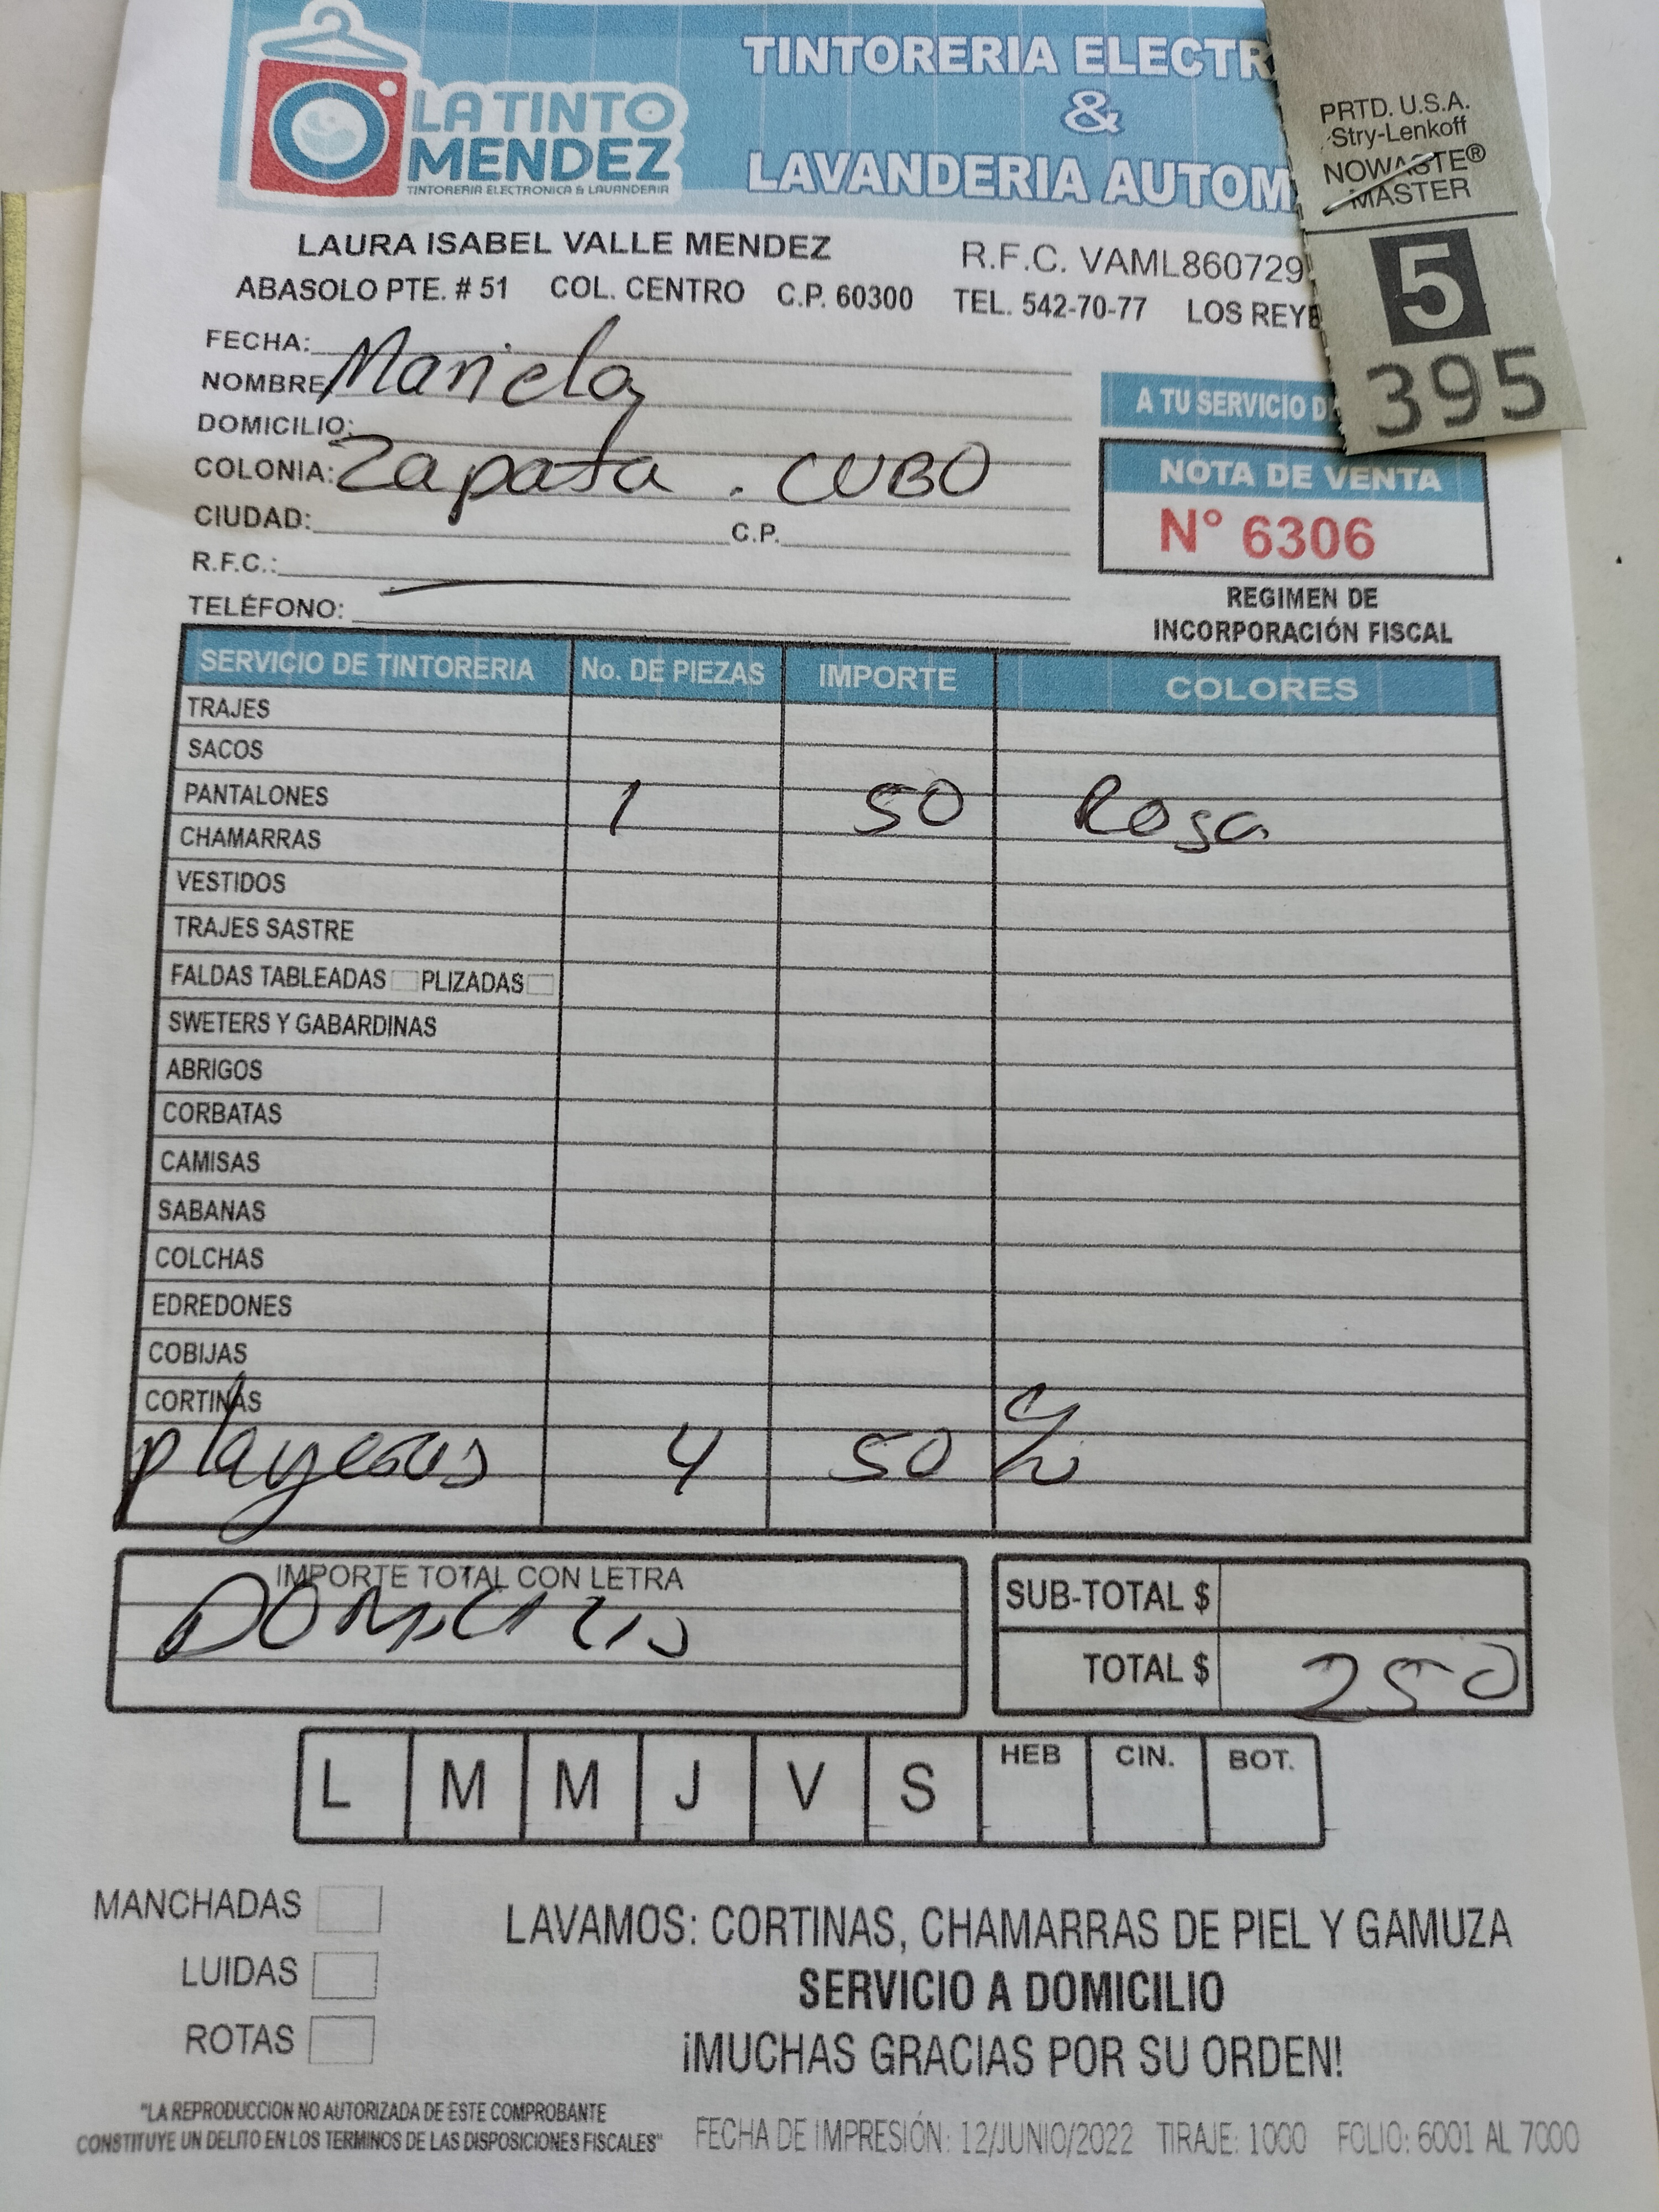 LA TINTO
MENDEZ
TINTORERIA ELECTRONICA & LAVANDERIA
TINTORERIA ELECTR
&
LAVANDERIA AUTOM
PRTD. U.S.A.
Stry-Lenkoff
NOWASTE®
MASTER
5
395
LAURA ISABEL VALLE MENDEZ R.F.C. VAML860729
ABASOLO PTE. # 51 COL. CENTRO C.P. 60300 TEL. 542-70-77 LOS REYE
FECHA:
NOMBRE Mariela
DOMICILIO:
COLONIA: Zapata . CUBO
CIUDAD: C.P.
R.F.C.:
TELÉFONO:
A TU SERVICIO D
NOTA DE VENTA
N° 6306
REGIMEN DE
INCORPORACIÓN FISCAL
SERVICIO DE TINTORERIA No. DE PIEZAS IMPORTE COLORES
TRAJES
SACOS
PANTALONES 1 50 Rosa
CHAMARRAS
VESTIDOS
TRAJES SASTRE
FALDAS TABLEADAS PLIZADAS
SWETERS Y GABARDINAS
ABRIGOS
CORBATAS
CAMISAS
SABANAS
COLCHAS
EDREDONES
COBIJAS
CORTINAS
playeras 4 50 c/u
IMPORTE TOTAL CON LETRA
DOMICILIO
SUB-TOTAL $
TOTAL $ 250
L M M J V S HEB CIN. BOT.
MANCHADAS
LUIDAS
ROTAS
LAVAMOS: CORTINAS, CHAMARRAS DE PIEL Y GAMUZA
SERVICIO A DOMICILIO
¡MUCHAS GRACIAS POR SU ORDEN!
"LA REPRODUCCION NO AUTORIZADA DE ESTE COMPROBANTE
CONSTITUYE UN DELITO EN LOS TERMINOS DE LAS DISPOSICIONES FISCALES"
FECHA DE IMPRESIÓN: 12/JUNIO/2022 TIRAJE: 1000 FOLIO: 6001 AL 7000